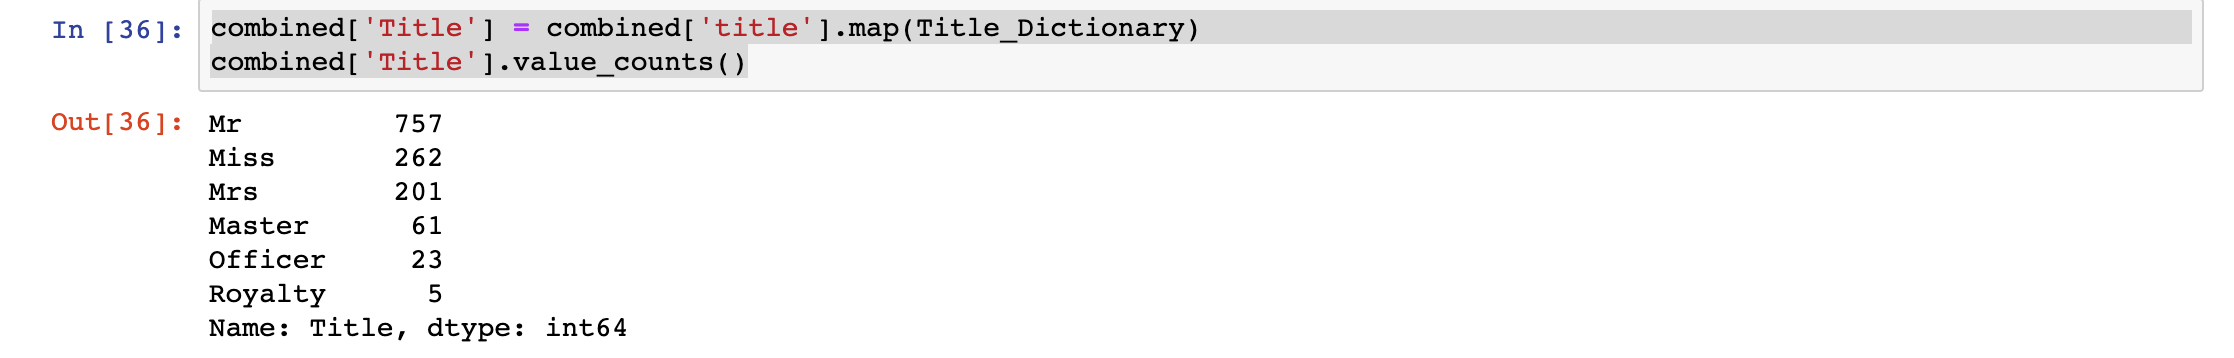 In [36]: combined['Title'] = combined['title'].map(Title_Dictionary)
combined['Title'].value_counts()
Out[36]: Mr 757
Miss 262
Mrs 201
Master 61
Officer 23
Royalty 5
Name: Title, dtype: int64